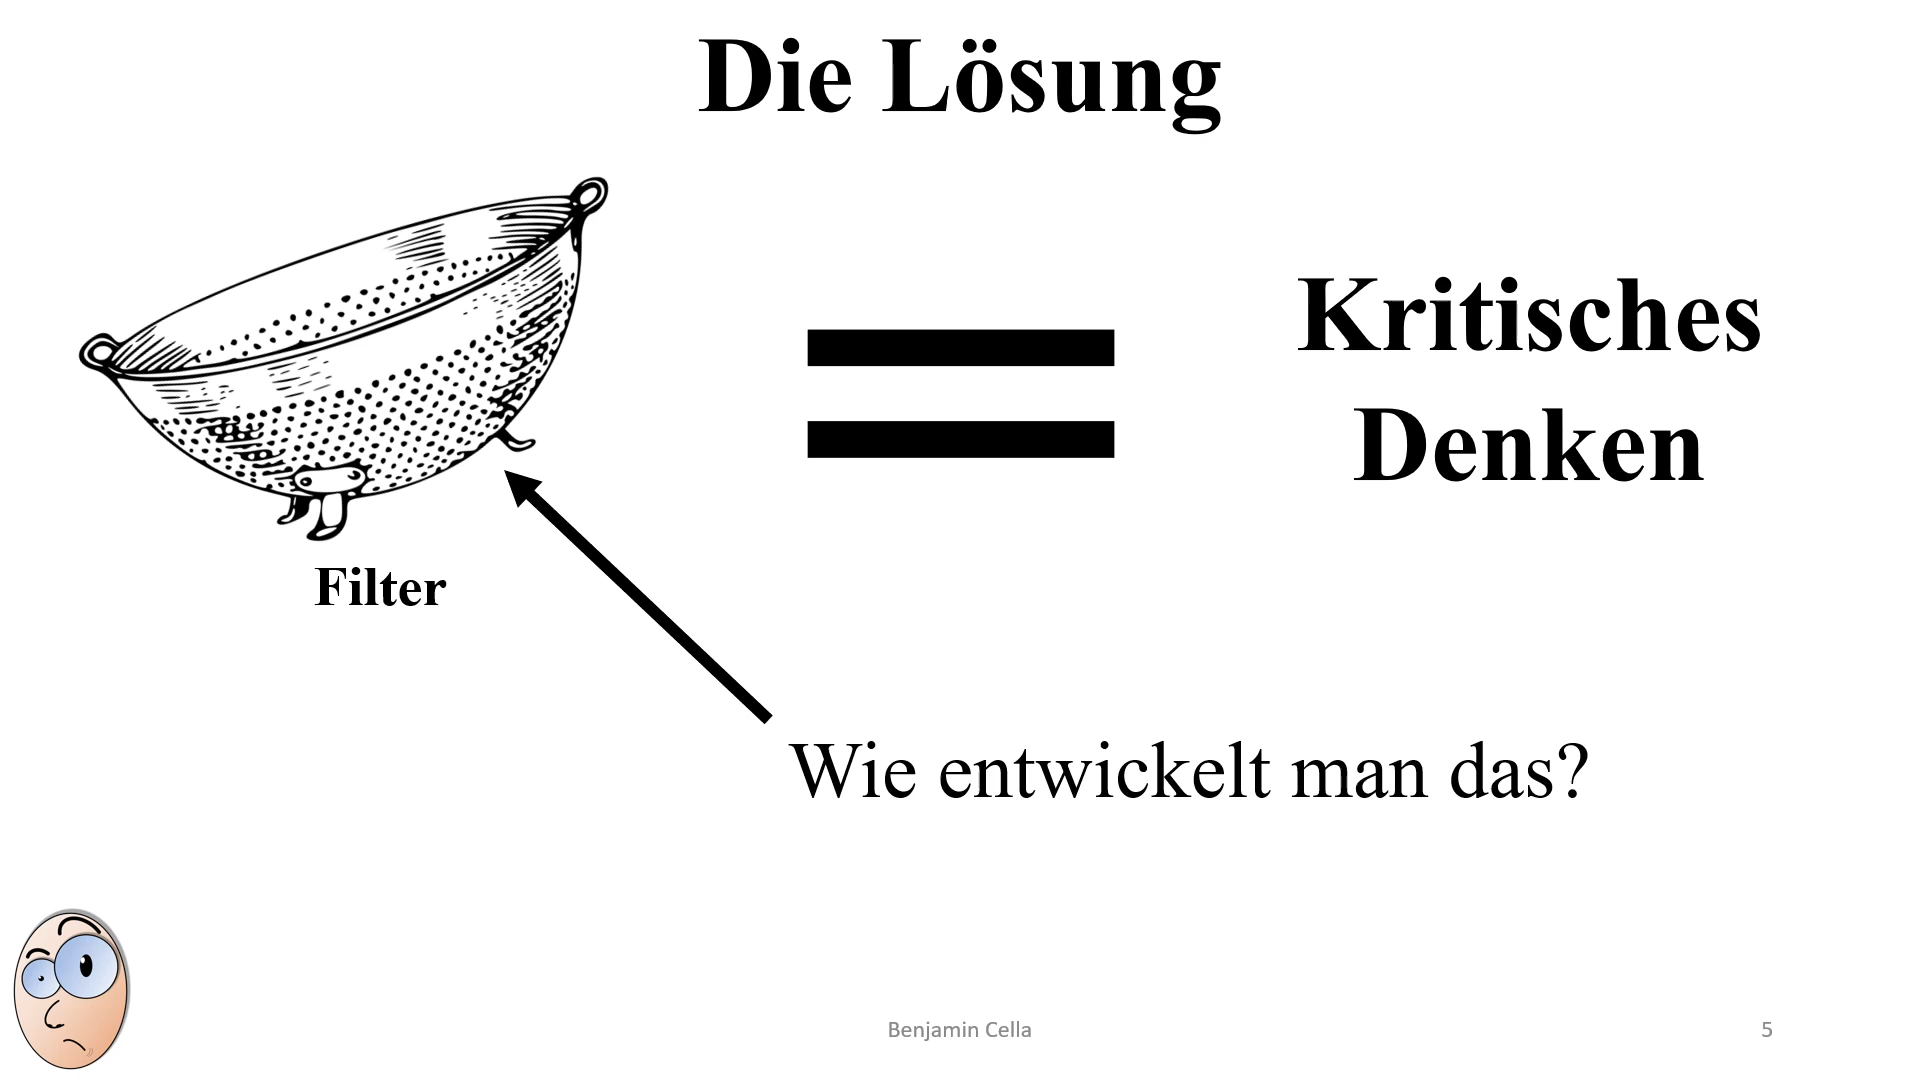 Die Lösung
Kritisches
Denken
Filter
Wie entwickelt man das?
Benjamin Cella
5